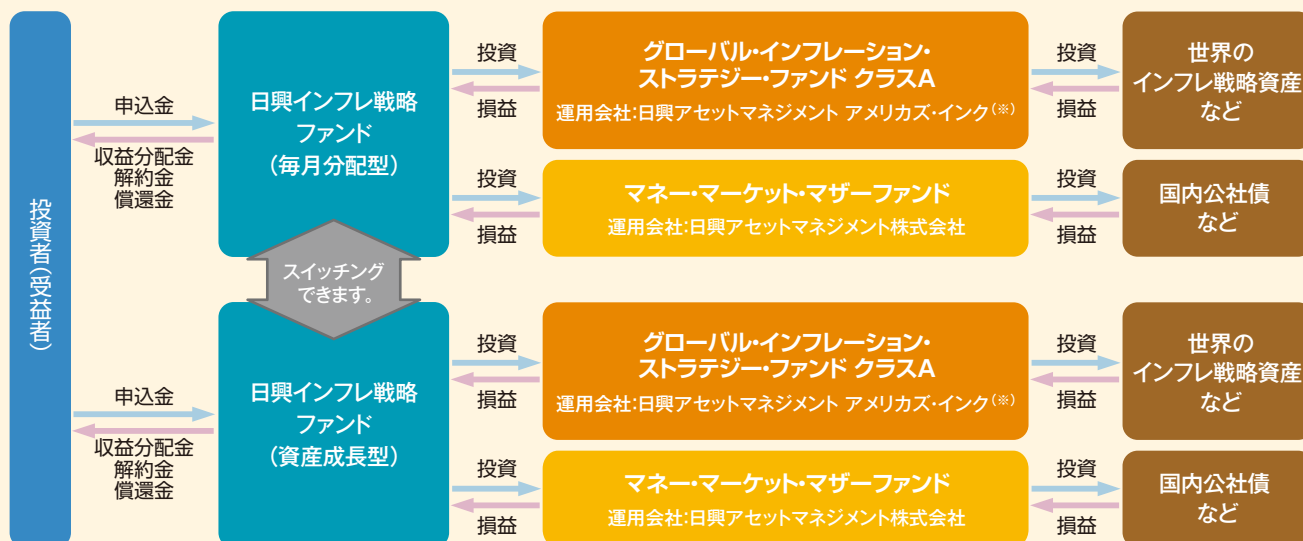 投資者(受益者)
申込金
収益分配金
解約金
償還金
日興インフレ戦略
ファンド
(毎月分配型)
投資
損益
グローバル・インフレーション・
ストラテジー・ファンド クラスA
運用会社:日興アセットマネジメント アメリカズ・インク(※)
投資
損益
世界の
インフレ戦略資産
など
投資
損益
マネー・マーケット・マザーファンド
運用会社:日興アセットマネジメント株式会社
投資
損益
国内公社債
など
スイッチング
できます。
申込金
収益分配金
解約金
償還金
日興インフレ戦略
ファンド
(資産成長型)
投資
損益
グローバル・インフレーション・
ストラテジー・ファンド クラスA
運用会社:日興アセットマネジメント アメリカズ・インク(※)
投資
損益
世界の
インフレ戦略資産
など
投資
損益
マネー・マーケット・マザーファンド
運用会社:日興アセットマネジメント株式会社
投資
損益
国内公社債
など